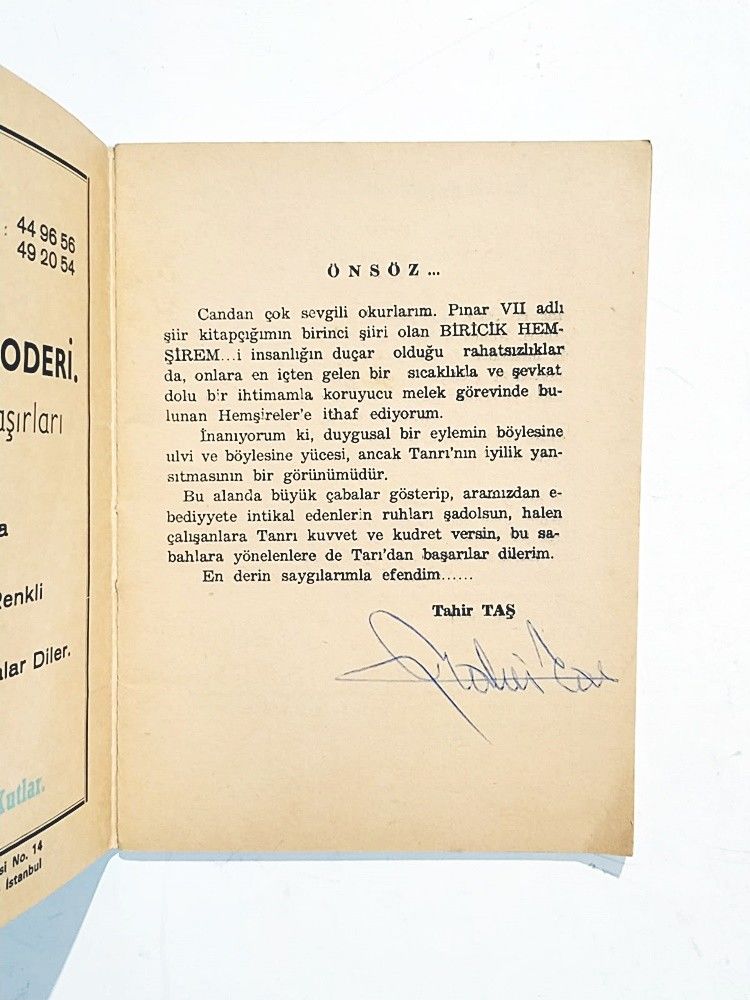 : 44 96 56
49 20 54
ODERİ.
aşırları
a
Renkli
alar Diler.
Kutlar.
si No. 14
İstanbul
ÖNSÖZ...
Candan çok sevgili okurlarım. Pınar VII adlı
şiir kitapçığımın birinci şiiri olan BİRİCİK HEM-
ŞİREM...i insanlığın duçar olduğu rahatsızlıklar
da, onlara en içten gelen bir sıcaklıkla ve şevkat
dolu bir ihtimamla koruyucu melek görevinde bu-
lunan Hemşireler'e ithaf ediyorum.
İnanıyorum ki, duygusal bir eylemin böylesine
ulvi ve böylesine yücesi, ancak Tanrı'nın iyilik yan-
sıtmasının bir görünümüdür.
Bu alanda büyük çabalar gösterip, aramızdan e-
bediyyete intikal edenlerin ruhları şadolsun, halen
çalışanlara Tanrı kuvvet ve kudret versin, bu sa-
bahlara yönelenlere de Tarı'dan başarılar dilerim.
En derin saygılarımla efendim......
Tahir TAŞ